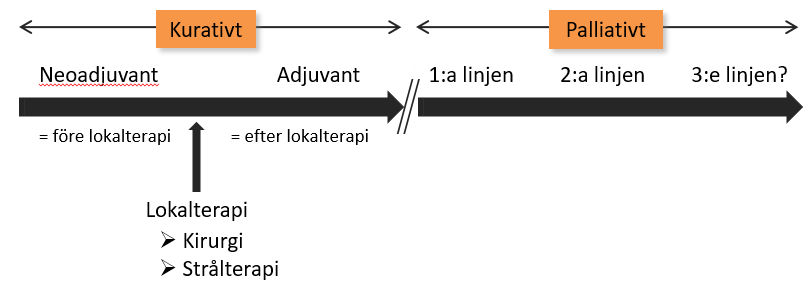 Kurativt
Palliativt
Neoadjuvant
Adjuvant
1:a linjen
2:a linjen
3:e linjen?
= före lokalterapi
= efter lokalterapi
Lokalterapi
Kirurgi
Strålterapi